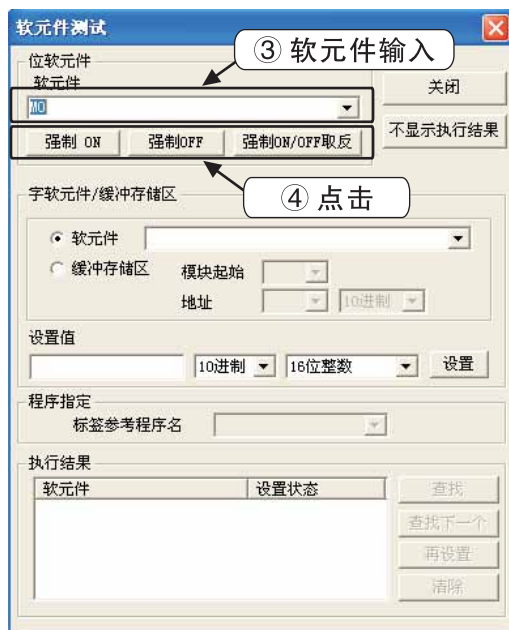 软元件测试
③ 软元件输入
位软元件
软元件
M0
关闭
强制 ON
强制OFF
强制ON/OFF取反
不显示执行结果
④ 点击
字软元件/缓冲存储区
软元件
缓冲存储区
模块起始
地址
10进制
设置值
10进制
16位整数
设置
程序指定
标签参考程序名
执行结果
软元件
设置状态
查找
查找下一个
再设置
清除